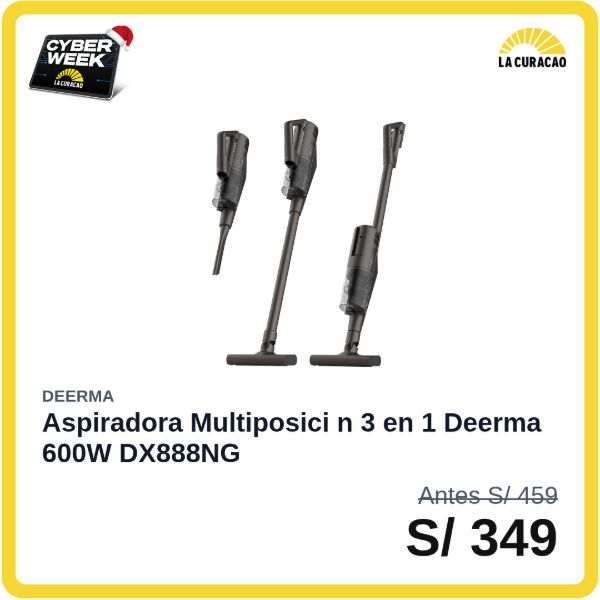 CYBER
WEEK
LA CURACAO
LA CURACAO
DEERMA
Aspiradora Multiposici n 3 en 1 Deerma
600W DX888NG
Antes S/ 459
S/ 349